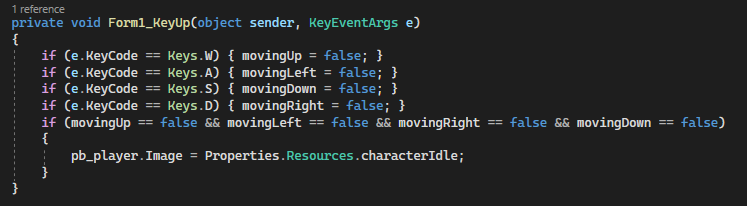 1 reference
private void Form1_KeyUp(object sender, KeyEventArgs e)
{
    if (e.KeyCode == Keys.W) { movingUp = false; }
    if (e.KeyCode == Keys.A) { movingLeft = false; }
    if (e.KeyCode == Keys.S) { movingDown = false; }
    if (e.KeyCode == Keys.D) { movingRight = false; }
    if (movingUp == false && movingLeft == false && movingRight == false && movingDown == false)
    {
        pb_player.Image = Properties.Resources.characterIdle;
    }
}